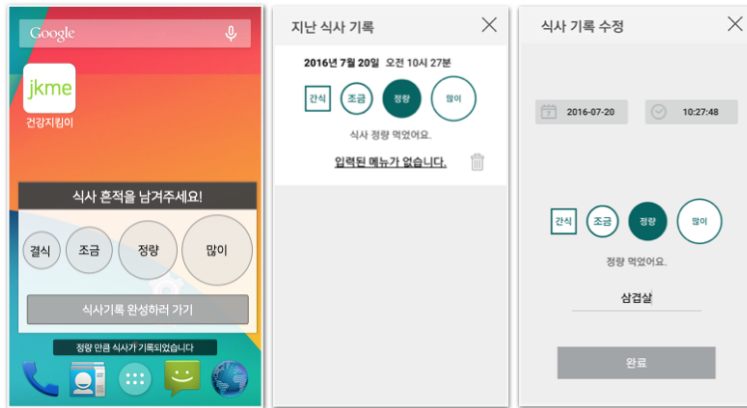 Google
jkme
건강지킴이
식사 흔적을 남겨주세요!
결식 조금 정량 많이
식사기록 완성하러 가기
정량 만큼 식사가 기록되었습니다
지난 식사 기록
2016년 7월 20일 오전 10시 27분
간식 조금 정량 많이
식사 정량 먹었어요.
입력된 메뉴가 없습니다.
식사 기록 수정
7 2016-07-20 10:27:48
간식 조금 정량 많이
정량 먹었어요.
삼겹살
완료